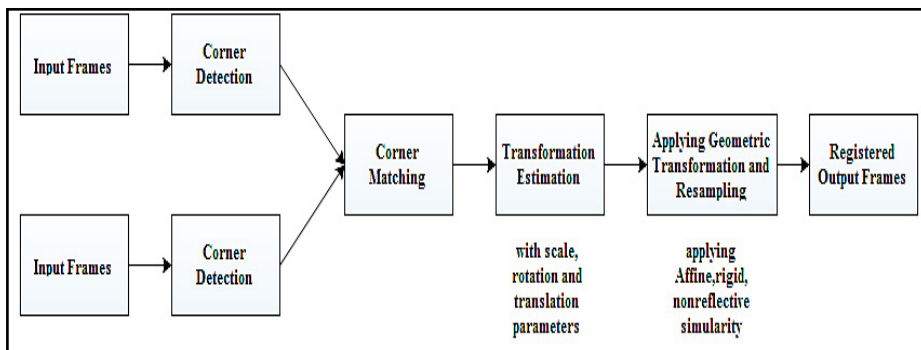 Input Frames
Corner
Detection
Input Frames
Corner
Detection
Corner
Matching
Transformation
Estimation
with scale,
rotation and
translation
parameters
Applying Geometric
Transformation and
Resampling
applying
Affine,rigid,
nonreflective
simularity
Registered
Output Frames